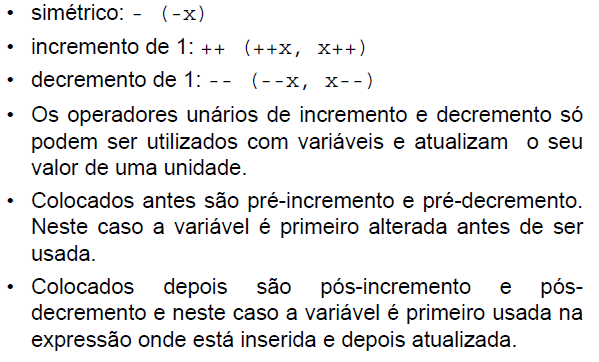 • simétrico: - (-x)
• incremento de 1: ++ (++x, x++)
• decremento de 1: -- (--x, x--)
• Os operadores unários de incremento e decremento só
podem ser utilizados com variáveis e atualizam o seu
valor de uma unidade.
• Colocados antes são pré-incremento e pré-decremento.
Neste caso a variável é primeiro alterada antes de ser
usada.
• Colocados depois são pós-incremento e pós-
decremento e neste caso a variável é primeiro usada na
expressão onde está inserida e depois atualizada.